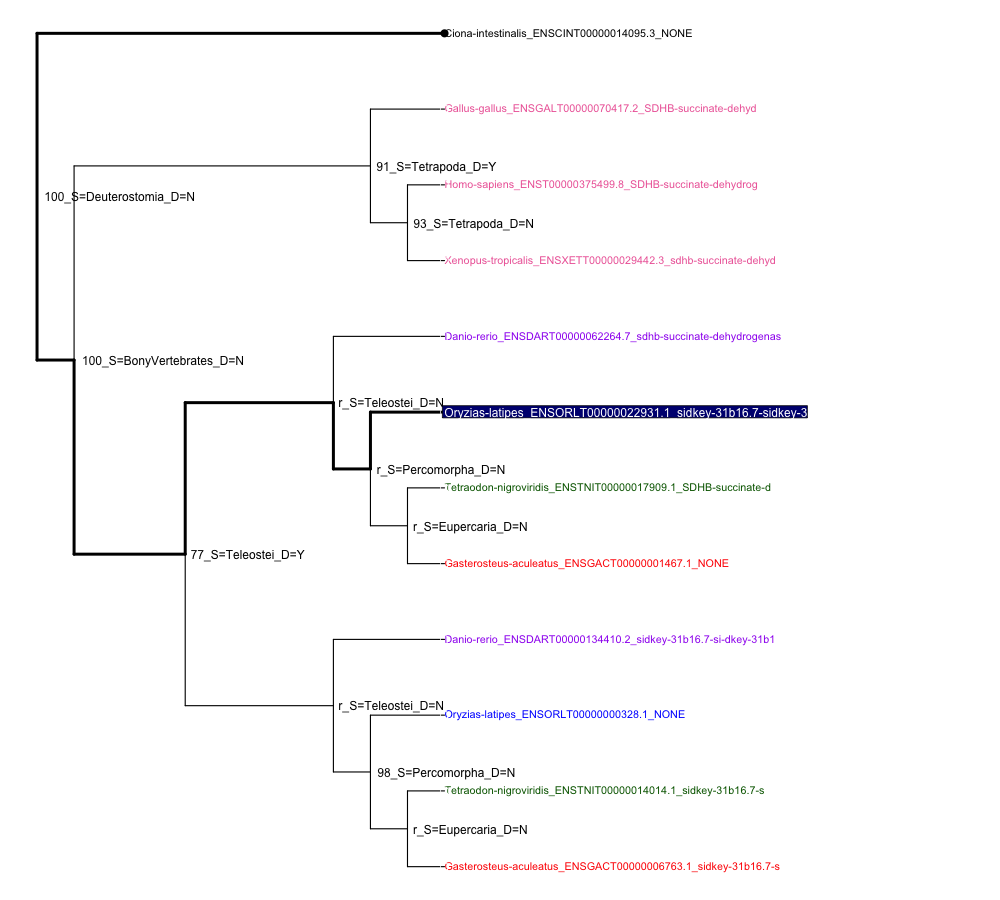 Ciona-intestinalis_ENSCINT00000014095.3_NONE
Gallus-gallus_ENSGALT00000070417.2_SDHB-succinate-dehyd
91_S=Tetrapoda_D=Y
Homo-sapiens_ENST00000375499.8_SDHB-succinate-dehydrog
100_S=Deuterostomia_D=N
93_S=Tetrapoda_D=N
Xenopus-tropicalis_ENSXETT00000029442.3_sdhb-succinate-dehyd
Danio-rerio_ENSDART00000062264.7_sdhb-succinate-dehydrogenas
100_S=BonyVertebrates_D=N
r_S=Teleostei_D=N
Oryzias-latipes_ENSORLT00000022931.1_sidkey-31b16.7-sidkey-3
r_S=Percomorpha_D=N
Tetraodon-nigroviridis_ENSTNIT00000017909.1_SDHB-succinate-d
r_S=Eupercaria_D=N
77_S=Teleostei_D=Y
Gasterosteus-aculeatus_ENSGACT00000001467.1_NONE
Danio-rerio_ENSDART00000134410.2_sidkey-31b16.7-si-dkey-31b1
r_S=Teleostei_D=N
Oryzias-latipes_ENSORLT00000000328.1_NONE
98_S=Percomorpha_D=N
Tetraodon-nigroviridis_ENSTNIT00000014014.1_sidkey-31b16.7-s
r_S=Eupercaria_D=N
Gasterosteus-aculeatus_ENSGACT00000006763.1_sidkey-31b16.7-s